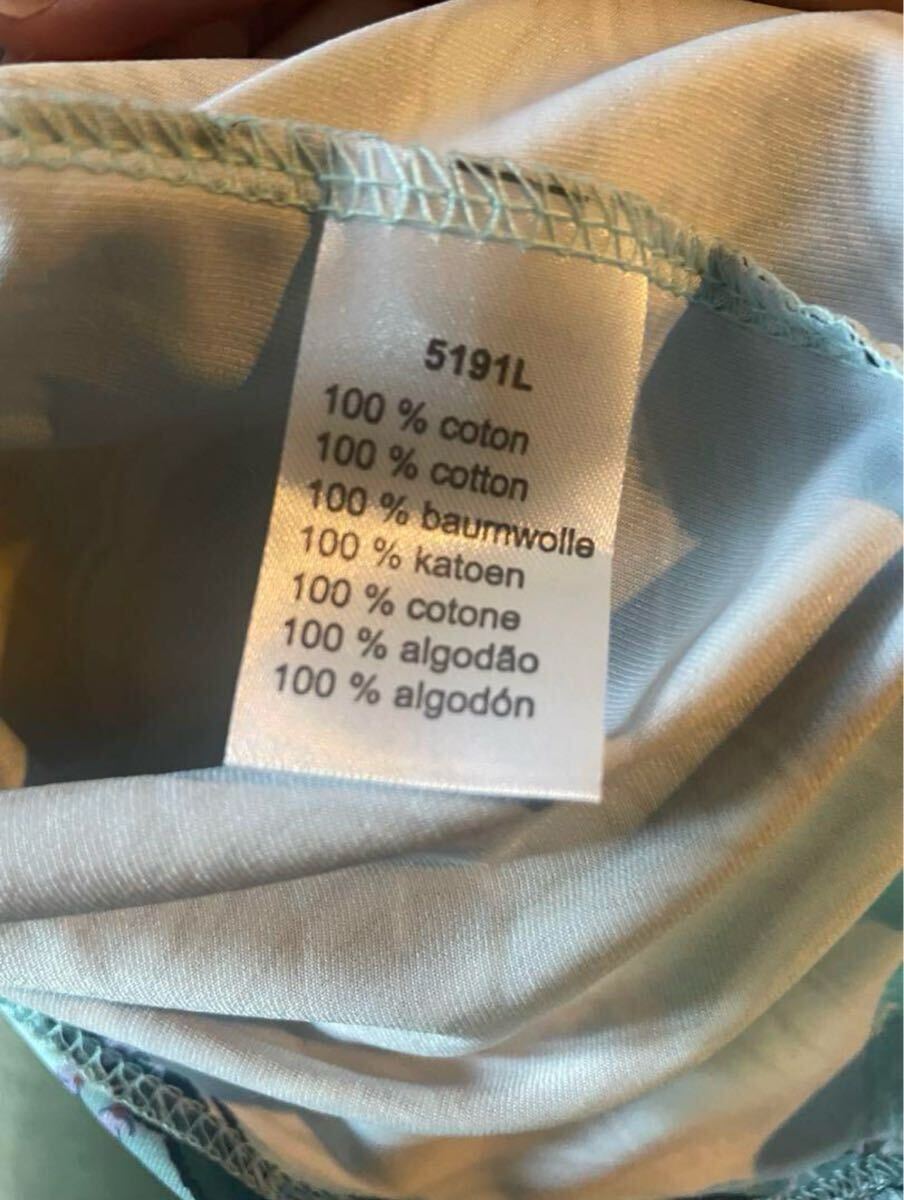 5191L
100 % coton
100 % cotton
100 % baumwolle
100 % katoen
100 % cotone
100 % algodão
100 % algodón